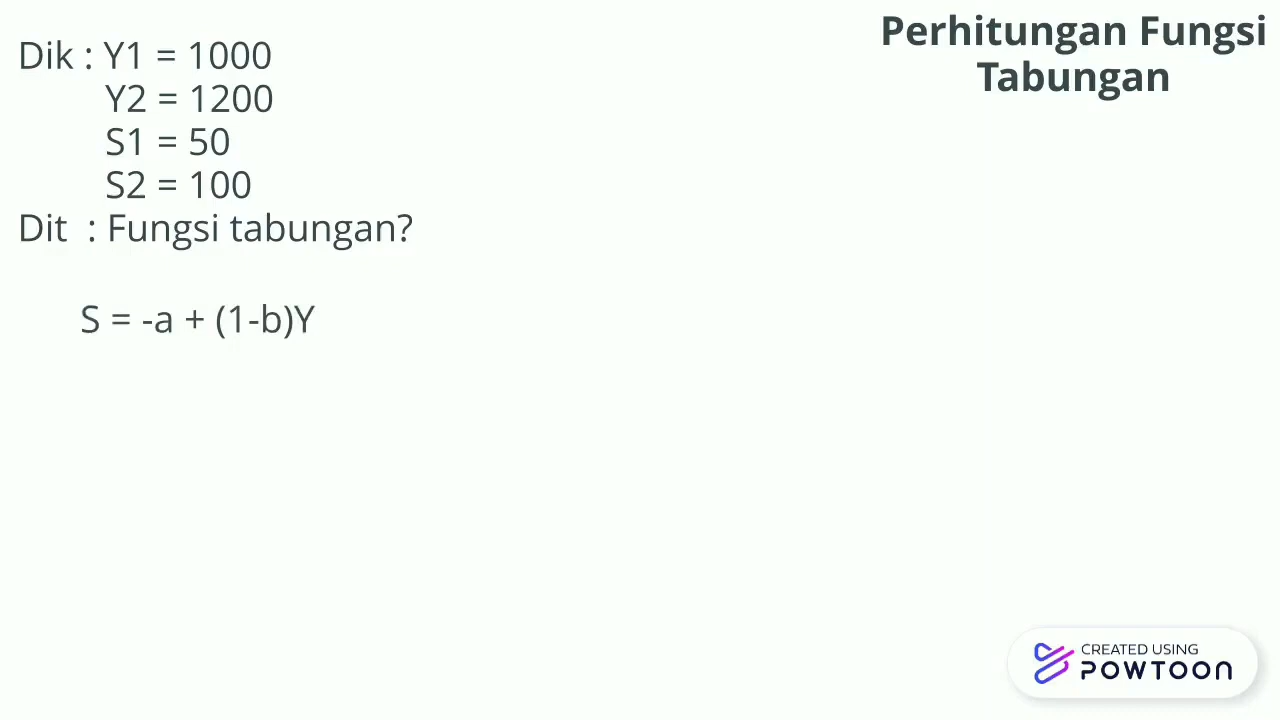 Perhitungan Fungsi
Tabungan
Dik : Y1 = 1000
Y2 = 1200
S1 = 50
S2 = 100
Dit : Fungsi tabungan?
S = -a + (1-b)Y
CREATED USING
POWTOON